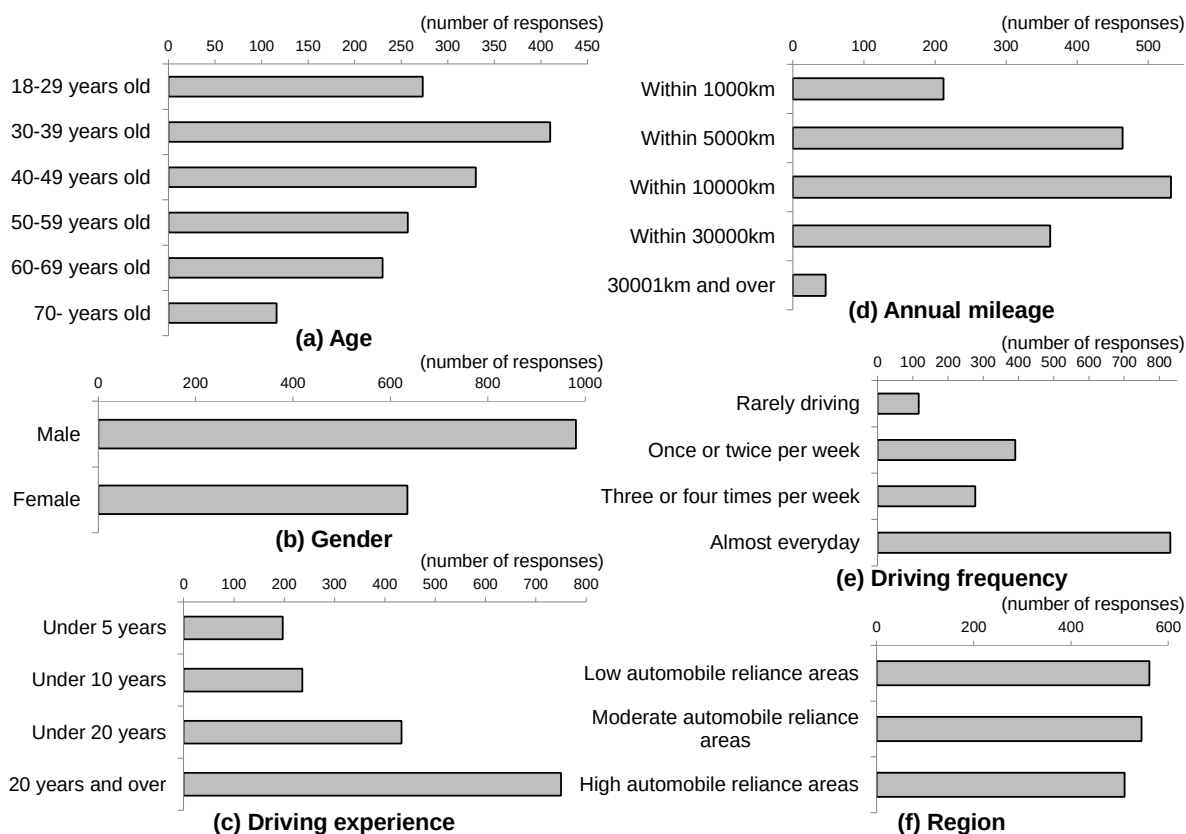 (number of responses)
0 50 100 150 200 250 300 350 400 450
18-29 years old
30-39 years old
40-49 years old
50-59 years old
60-69 years old
70- years old
(a) Age
(number of responses)
0 200 400 600 800 1000
Male
Female
(b) Gender
(number of responses)
0 100 200 300 400 500 600 700 800
Under 5 years
Under 10 years
Under 20 years
20 years and over
(c) Driving experience
(number of responses)
0 100 200 300 400 500
Within 1000km
Within 5000km
Within 10000km
Within 30000km
30001km and over
(d) Annual mileage
(number of responses)
0 100 200 300 400 500 600 700 800
Rarely driving
Once or twice per week
Three or four times per week
Almost everyday
(e) Driving frequency
(number of responses)
0 200 400 600
Low automobile reliance areas
Moderate automobile reliance
areas
High automobile reliance areas
(f) Region